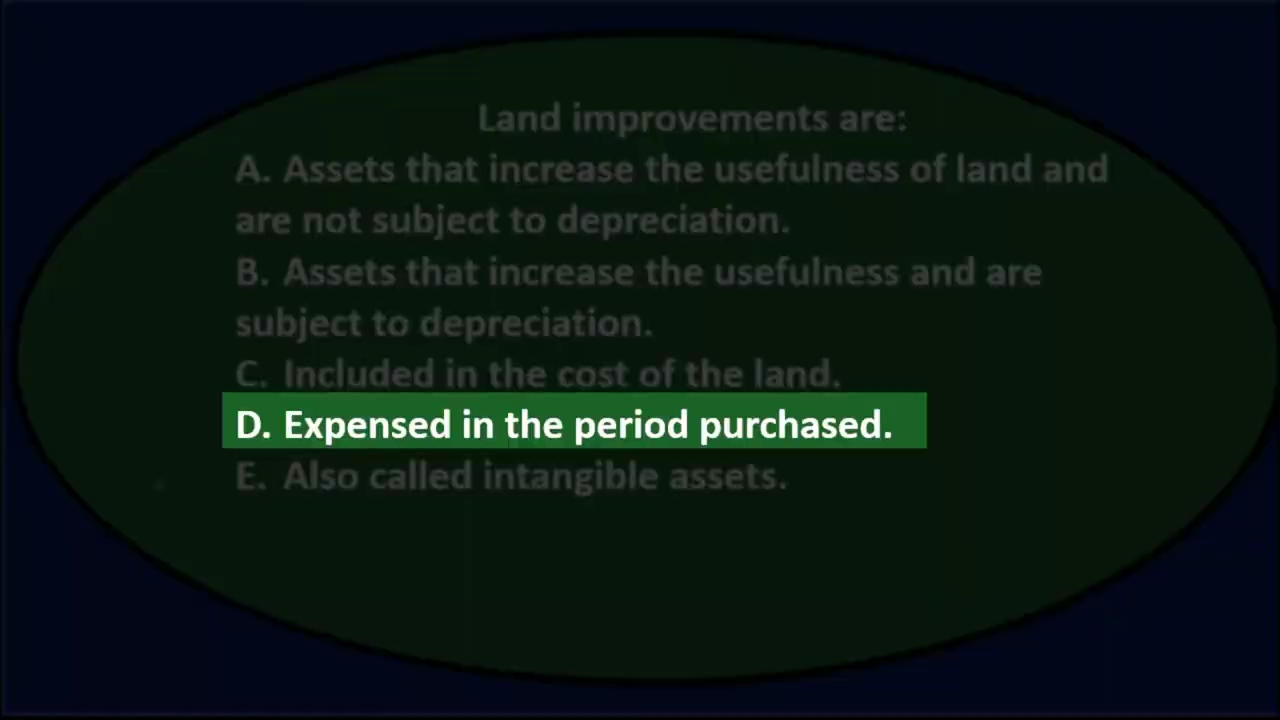 Land improvements are:
A. Assets that increase the usefulness of land and
are not subject to depreciation.
B. Assets that increase the usefulness and are
subject to depreciation.
C. Included in the cost of the land.
D. Expensed in the period purchased.
E. Also called intangible assets.